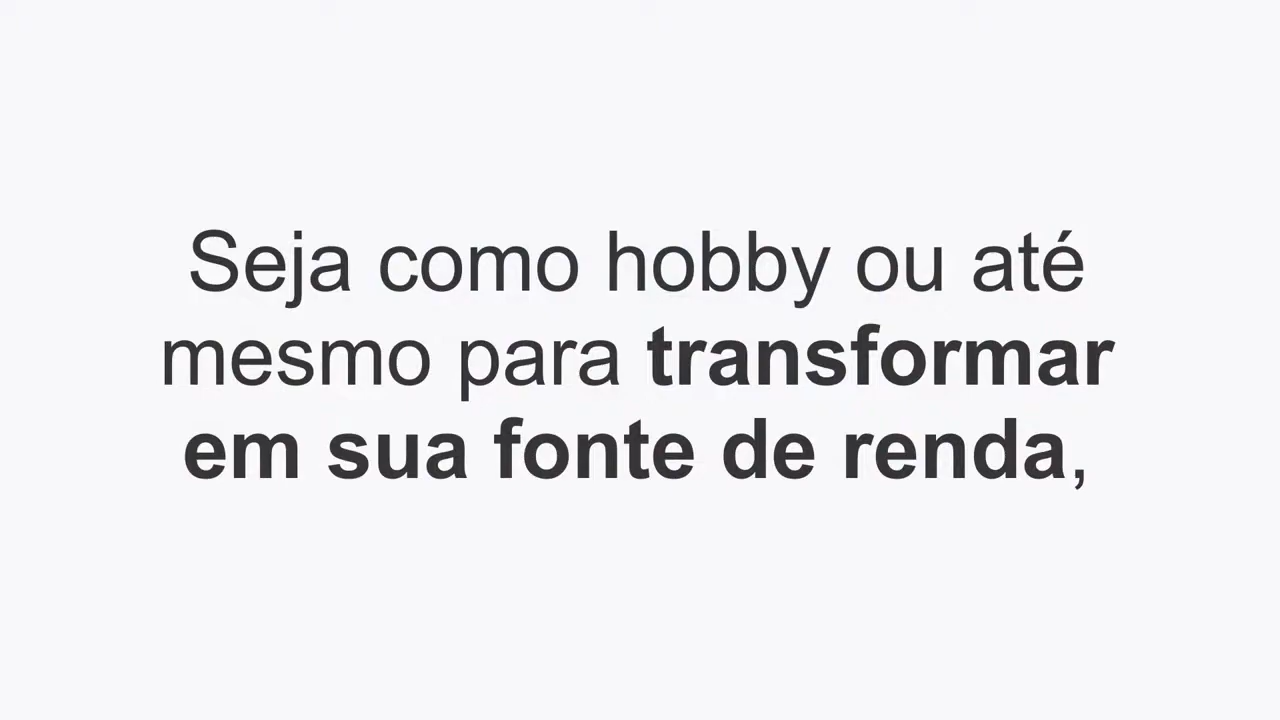 Seja como hobby ou até
mesmo para transformar
em sua fonte de renda,